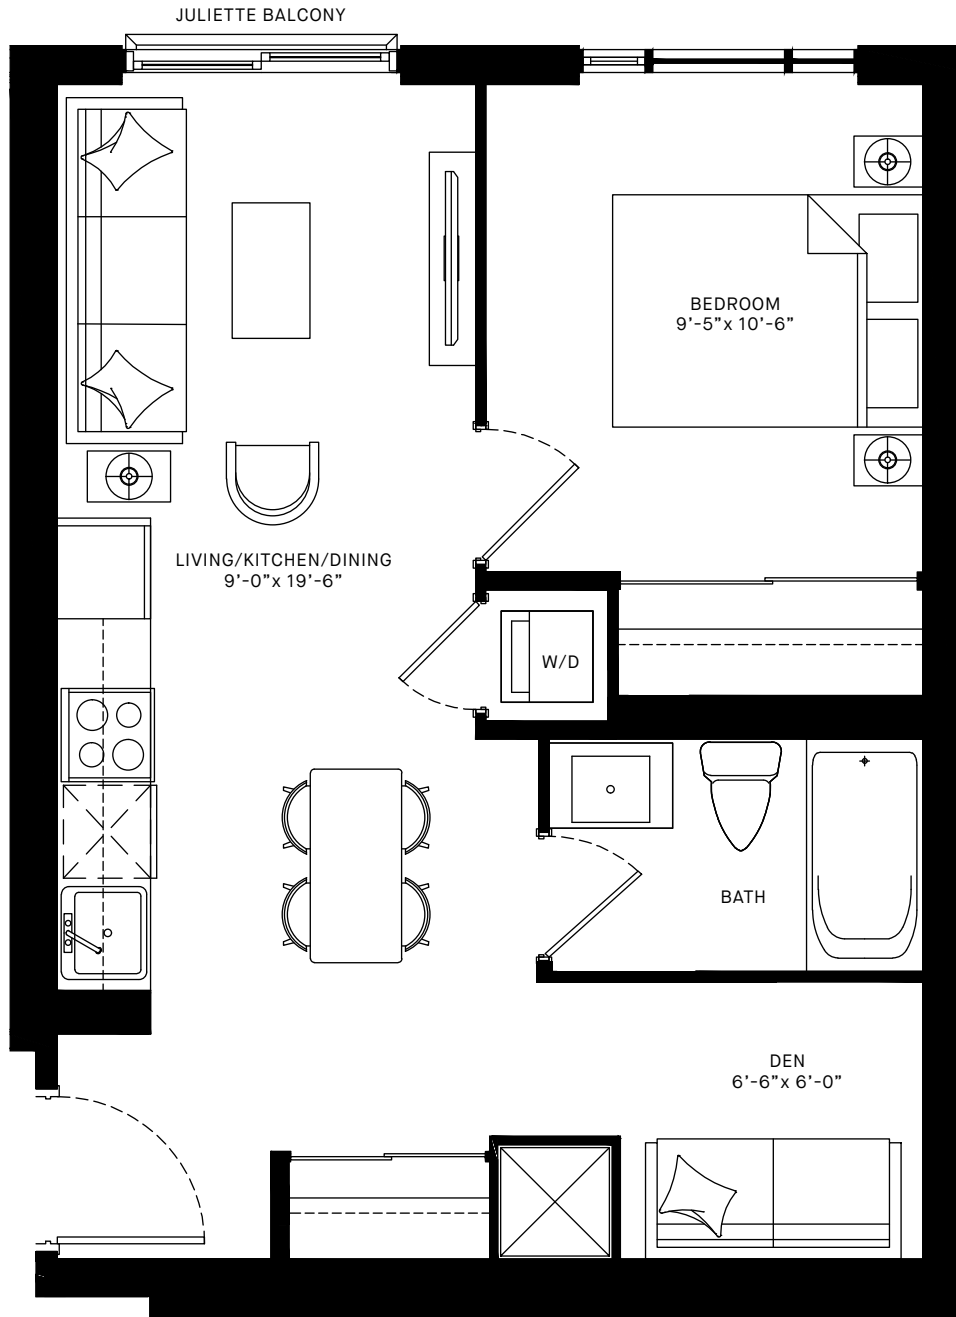 JULIETTE BALCONY
BEDROOM
9’-5”x 10’-6”
LIVING/KITCHEN/DINING
9’-0”x 19’-6”
W/D
BATH
DEN
6’-6”x 6’-0”